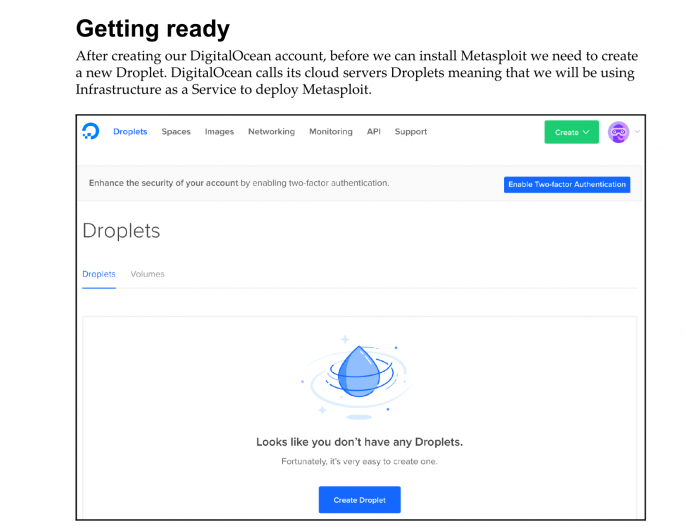 Getting ready
After creating our DigitalOcean account, before we can install Metasploit we need to create
a new Droplet. DigitalOcean calls its cloud servers Droplets meaning that we will be using
Infrastructure as a Service to deploy Metasploit.
Droplets Spaces Images Networking Monitoring API Support Create
Enhance the security of your account by enabling two-factor authentication. Enable Two-factor Authentication
Droplets
Droplets Volumes
Looks like you don't have any Droplets.
Fortunately, it's very easy to create one.
Create Droplet